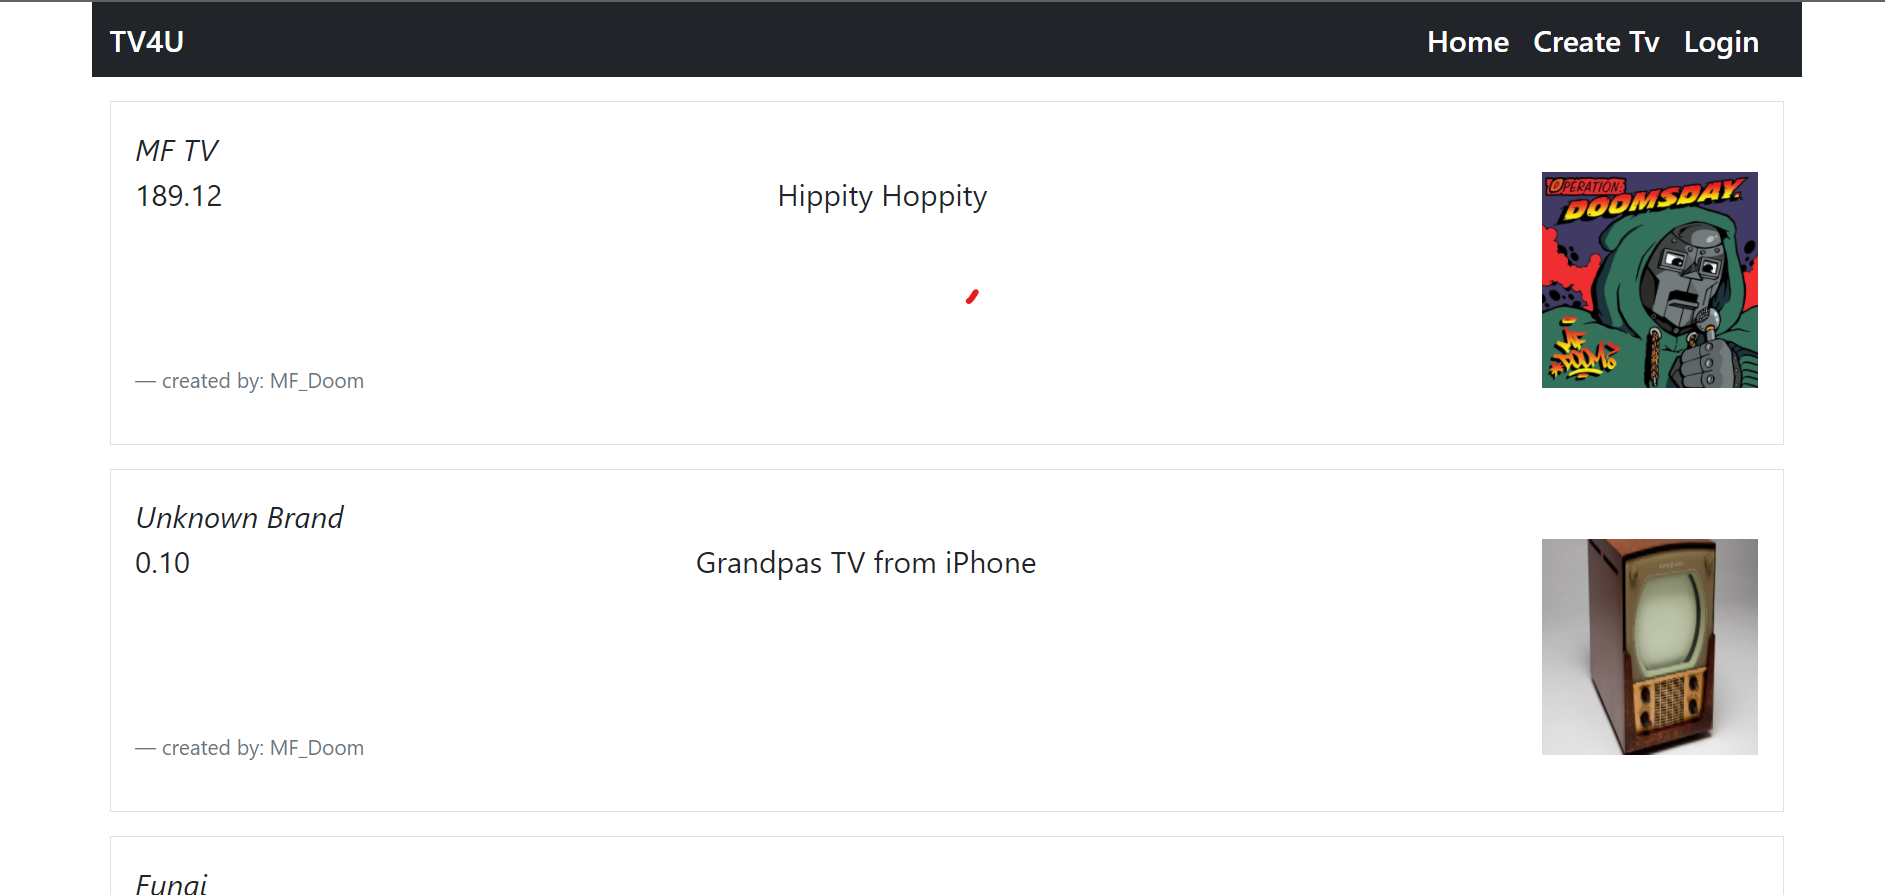 TV4U Home Create Tv Login
MF TV
189.12 Hippity Hoppity
OPERATION:
DOOMSDAY.
MF
DOOM
— created by: MF_Doom
Unknown Brand
0.10 Grandpas TV from iPhone
— created by: MF_Doom
Funai